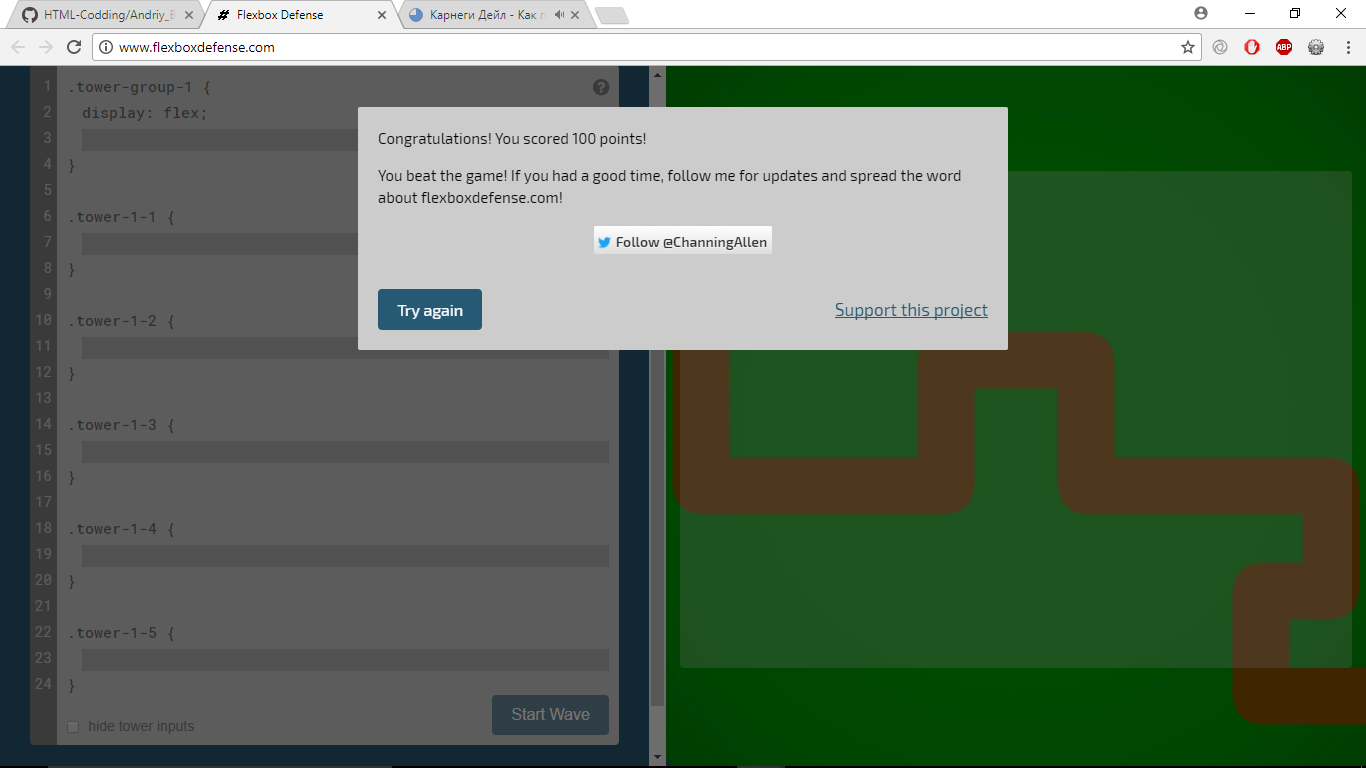 HTML-Codding/Andriy_B
Flexbox Defense
Карнеги Дейл - Как п
www.flexboxdefense.com
ABP
1 .tower-group-1 {
?
2 display: flex;
3
4 }
5
6 .tower-1-1 {
7
8 }
9
10 .tower-1-2 {
11
12 }
13
14 .tower-1-3 {
15
16 }
17
18 .tower-1-4 {
19
20 }
21
22 .tower-1-5 {
23
24 }
hide tower inputs
Start Wave
Congratulations! You scored 100 points!
You beat the game! If you had a good time, follow me for updates and spread the word
about flexboxdefense.com!
Follow @ChanningAllen
Try again
Support this project